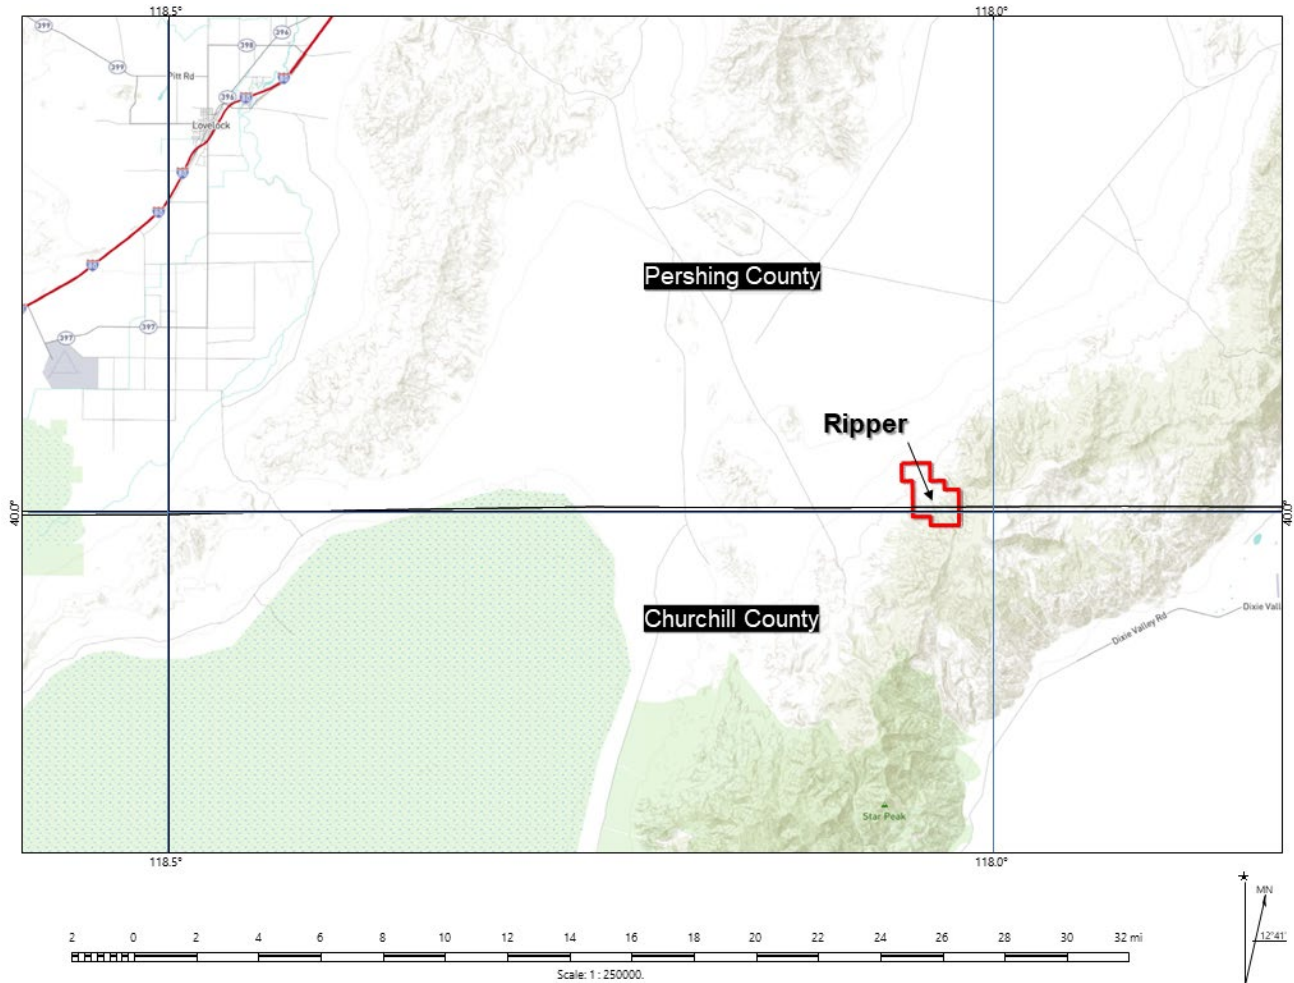 118.5°
118.0°
399
396
398
399
Pitt Rd
396
80
80
Lovelock
80
80
80
Pershing County
397
397
Ripper
40.0°
40.0°
Churchill County
Dixie Vall
Dixie Valley Rd
Star Peak
118.5°
118.0°
MN
12°41'
2 0 2 4 6 8 10 12 14 16 18 20 22 24 26 28 30 32 mi
Scale: 1 : 250000.